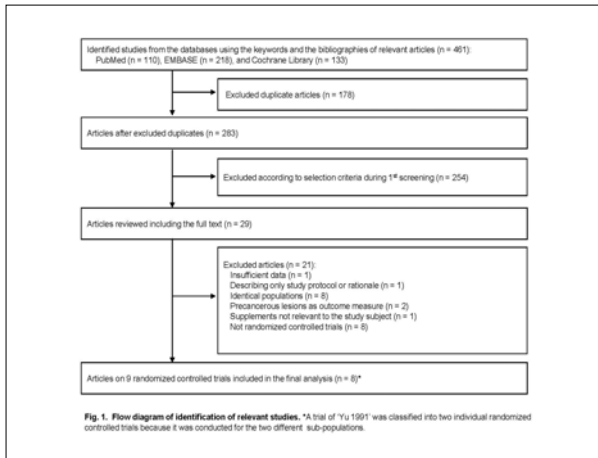 Identified studies from the databases using the keywords and the bibliographies of relevant articles (n = 461):
PubMed (n = 110), EMBASE (n = 218), and Cochrane Library (n = 133)
Excluded duplicate articles (n = 178)
Articles after excluded duplicates (n = 283)
Excluded according to selection criteria during 1st screening (n = 254)
Articles reviewed including the full text (n = 29)
Excluded articles (n = 21):
Insufficient data (n = 1)
Describing only study protocol or rationale (n = 1)
Identical populations (n = 8)
Precancerous lesions as outcome measure (n = 2)
Supplements not relevant to the study subject (n = 1)
Not randomized controlled trials (n = 8)
Articles on 9 randomized controlled trials included in the final analysis (n = 8)*
Fig. 1. Flow diagram of identification of relevant studies. *A trial of 'Yu 1991' was classified into two individual randomized
controlled trials because it was conducted for the two different sub-populations.